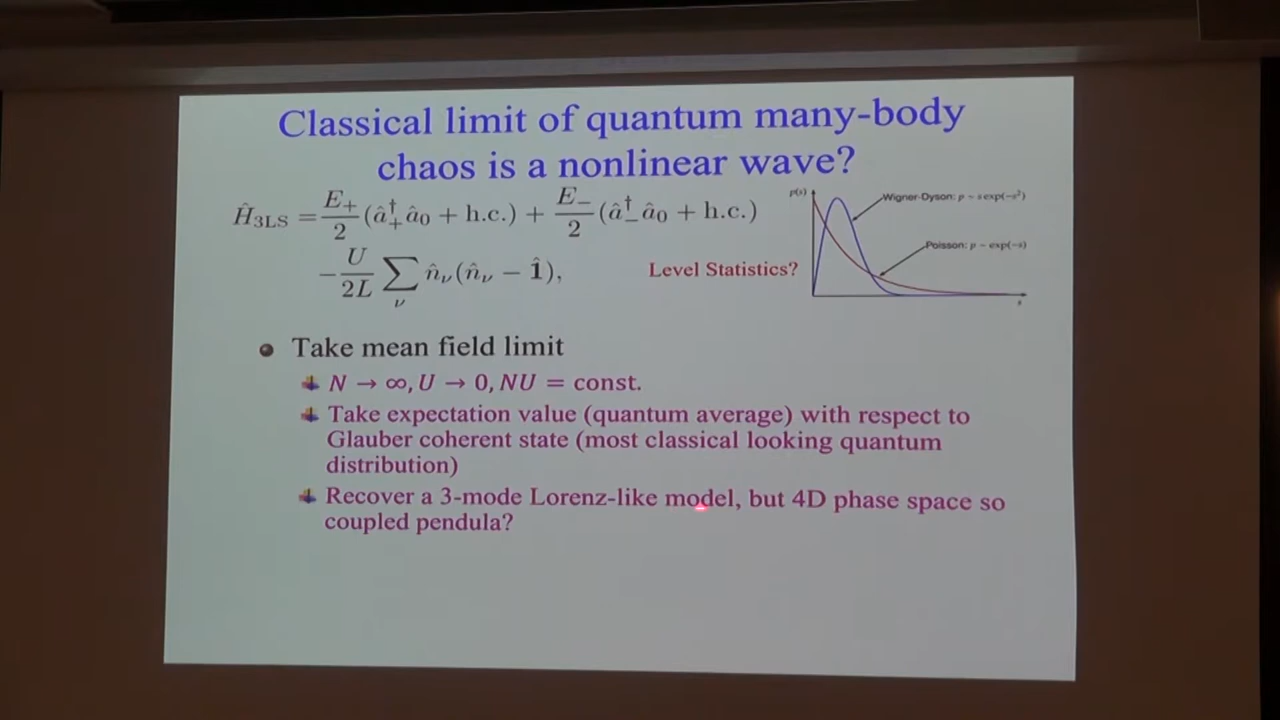 Classical limit of quantum many-body
chaos is a nonlinear wave?
Ĥ₃LS = E₊/2 (â₊† â₀ + h.c.) + E₋/2 (â₋† â₀ + h.c.)
− U/2L ∑ν n̂ν(n̂ν − 1̂),
Level Statistics?
p(s)
Wigner-Dyson: p ~ s exp(−s²)
Poisson: p ~ exp(−s)
s
Take mean field limit
N → ∞, U → 0, NU = const.
Take expectation value (quantum average) with respect to
Glauber coherent state (most classical looking quantum
distribution)
Recover a 3-mode Lorenz-like model, but 4D phase space so
coupled pendula?